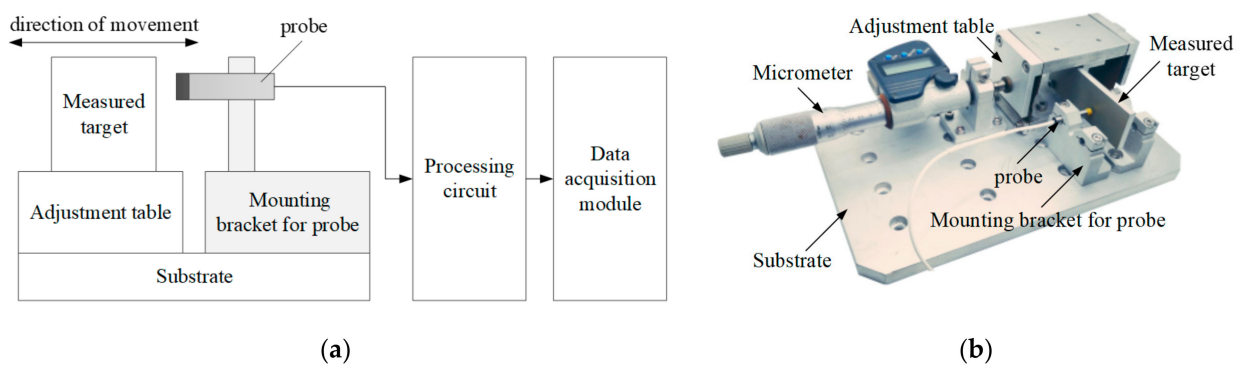 direction of movement
probe
Measured
target
Adjustment table
Mounting
bracket for probe
Substrate
Processing
circuit
Data
acquisition
module
(a)
Adjustment table
Measured
target
Micrometer
probe
Mounting bracket for probe
Substrate
(b)